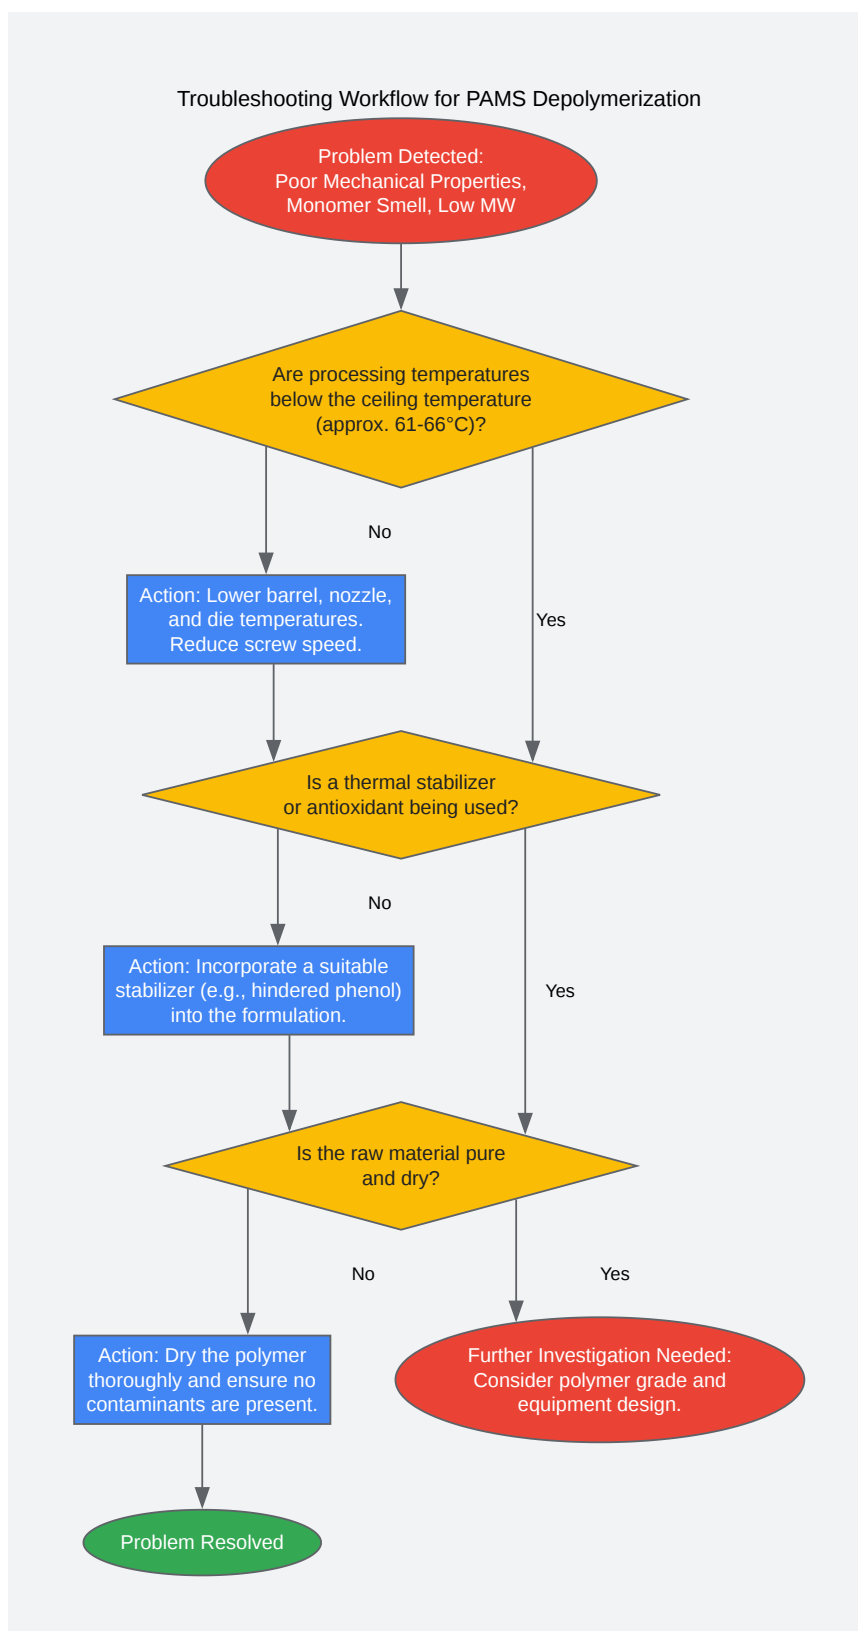 Troubleshooting Workflow for PAMS Depolymerization
Problem Detected:
Poor Mechanical Properties,
Monomer Smell, Low MW
Are processing temperatures
below the ceiling temperature
(approx. 61-66°C)?
No
Action: Lower barrel, nozzle,
and die temperatures.
Reduce screw speed.
Yes
Is a thermal stabilizer
or antioxidant being used?
No
Action: Incorporate a suitable
stabilizer (e.g., hindered phenol)
into the formulation.
Yes
Is the raw material pure
and dry?
No
Yes
Action: Dry the polymer
thoroughly and ensure no
contaminants are present.
Further Investigation Needed:
Consider polymer grade and
equipment design.
Problem Resolved